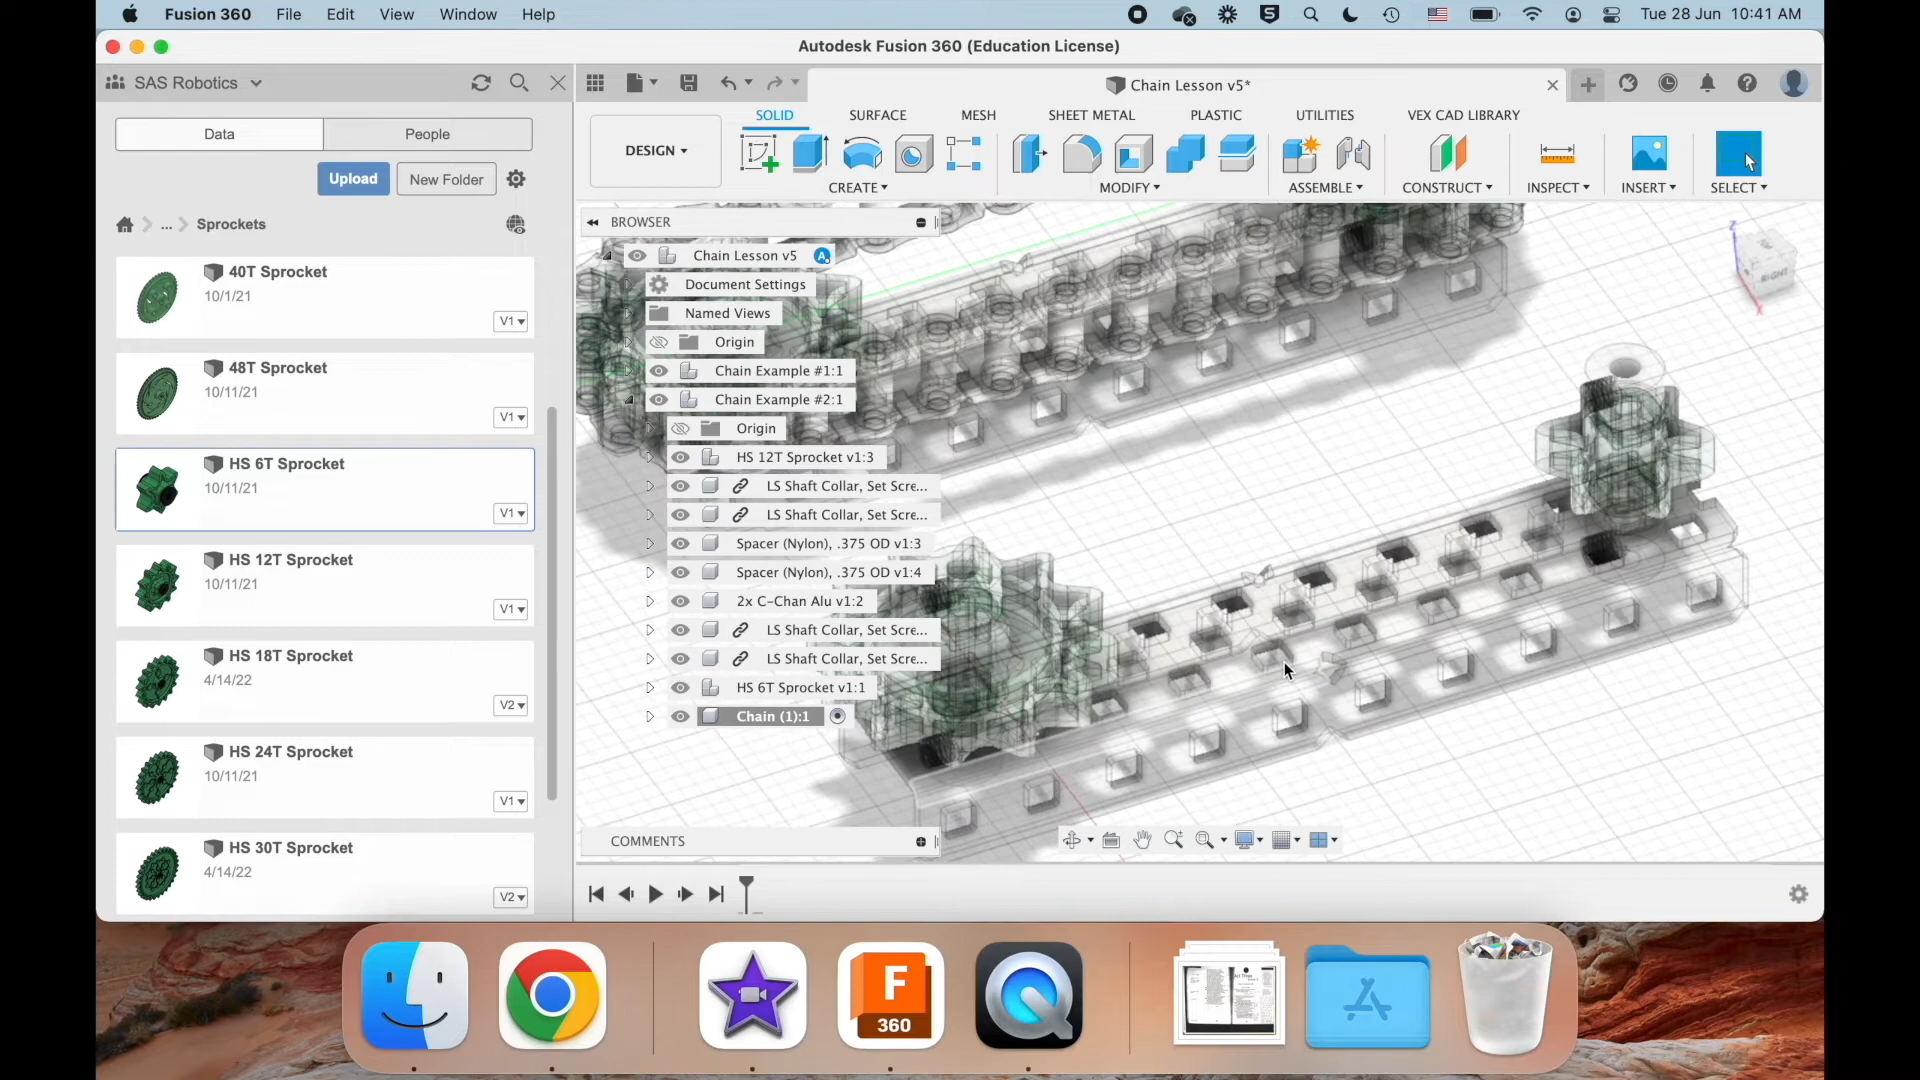 Fusion 360 File Edit View Window Help Tue 28 Jun 10:41 AM
Autodesk Fusion 360 (Education License)
SAS Robotics
Chain Lesson v5*
Data People
Upload New Folder
... Sprockets
40T Sprocket
10/1/21
V1
48T Sprocket
10/11/21
V1
HS 6T Sprocket
10/11/21
V1
HS 12T Sprocket
10/11/21
V1
HS 18T Sprocket
4/14/22
V2
HS 24T Sprocket
10/11/21
V1
HS 30T Sprocket
4/14/22
V2
SOLID SURFACE MESH SHEET METAL PLASTIC UTILITIES VEX CAD LIBRARY
DESIGN
CREATE MODIFY ASSEMBLE CONSTRUCT INSPECT INSERT SELECT
BROWSER
Chain Lesson v5 A
Document Settings
Named Views
Origin
Chain Example #1:1
Chain Example #2:1
Origin
HS 12T Sprocket v1:3
LS Shaft Collar, Set Scre...
LS Shaft Collar, Set Scre...
Spacer (Nylon), .375 OD v1:3
Spacer (Nylon), .375 OD v1:4
2x C-Chan Alu v1:2
LS Shaft Collar, Set Scre...
LS Shaft Collar, Set Scre...
HS 6T Sprocket v1:1
Chain (1):1
COMMENTS
Z
RIGHT
X
F
360